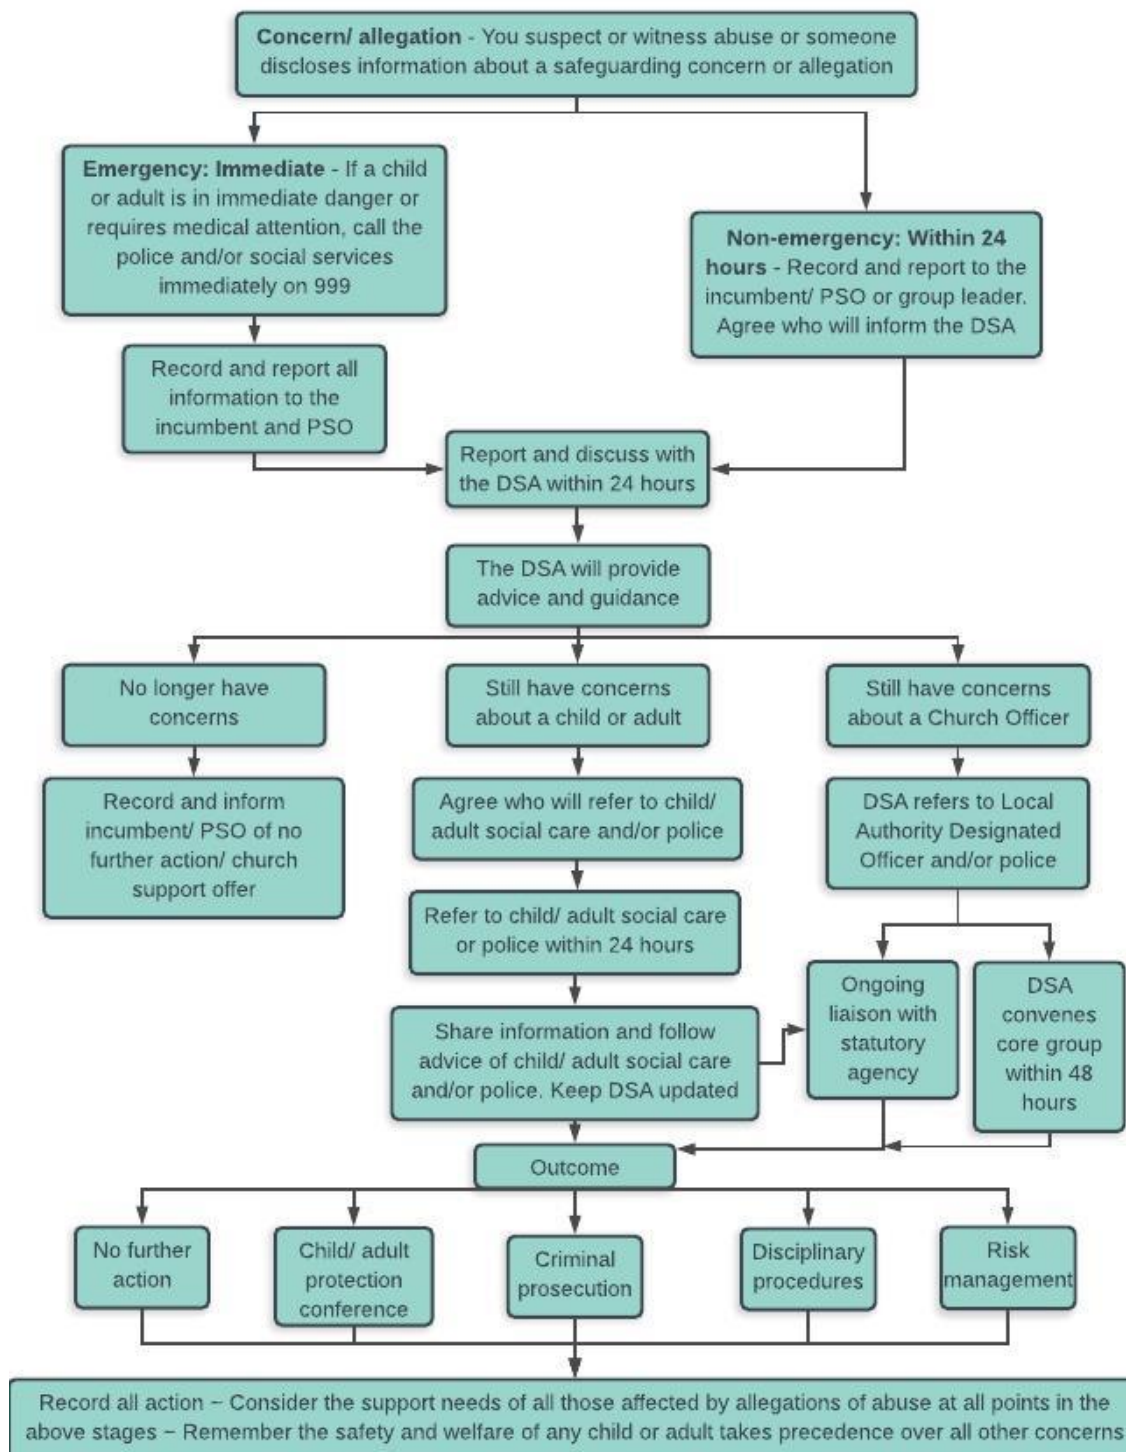 Concern/ allegation - You suspect or witness abuse or someone
discloses information about a safeguarding concern or allegation
Emergency: Immediate - If a child
or adult is in immediate danger or
requires medical attention, call the
police and/or social services
immediately on 999
Non-emergency: Within 24
hours - Record and report to the
incumbent/ PSO or group leader.
Agree who will inform the DSA
Record and report all
information to the
incumbent and PSO
Report and discuss with
the DSA within 24 hours
The DSA will provide
advice and guidance
No longer have
concerns
Still have concerns
about a child or adult
Still have concerns
about a Church Officer
Record and inform
incumbent/ PSO of no
further action/ church
support offer
Agree who will refer to child/
adult social care and/or police
DSA refers to Local
Authority Designated
Officer and/or police
Refer to child/ adult social care
or police within 24 hours
Share information and follow
advice of child/ adult social care
and/or police. Keep DSA updated
Ongoing
liaison with
statutory
agency
DSA
convenes
core group
within 48
hours
Outcome
No further
action
Child/ adult
protection
conference
Criminal
prosecution
Disciplinary
procedures
Risk
management
Record all action ~ Consider the support needs of all those affected by allegations of abuse at all points in the
above stages ~ Remember the safety and welfare of any child or adult takes precedence over all other concerns